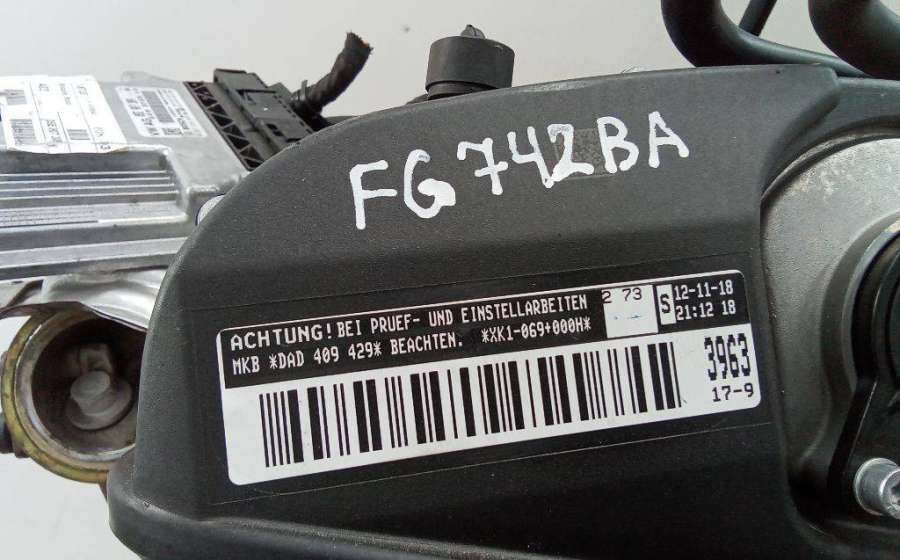 FG742BA
ACHTUNG! BEI PRUEF- UND EINSTELLARBEITEN
MKB *DAD 409 429* BEACHTEN. *XK1-069+000H*
2 73
S
12-11-18
21:12 18
3963
17-9